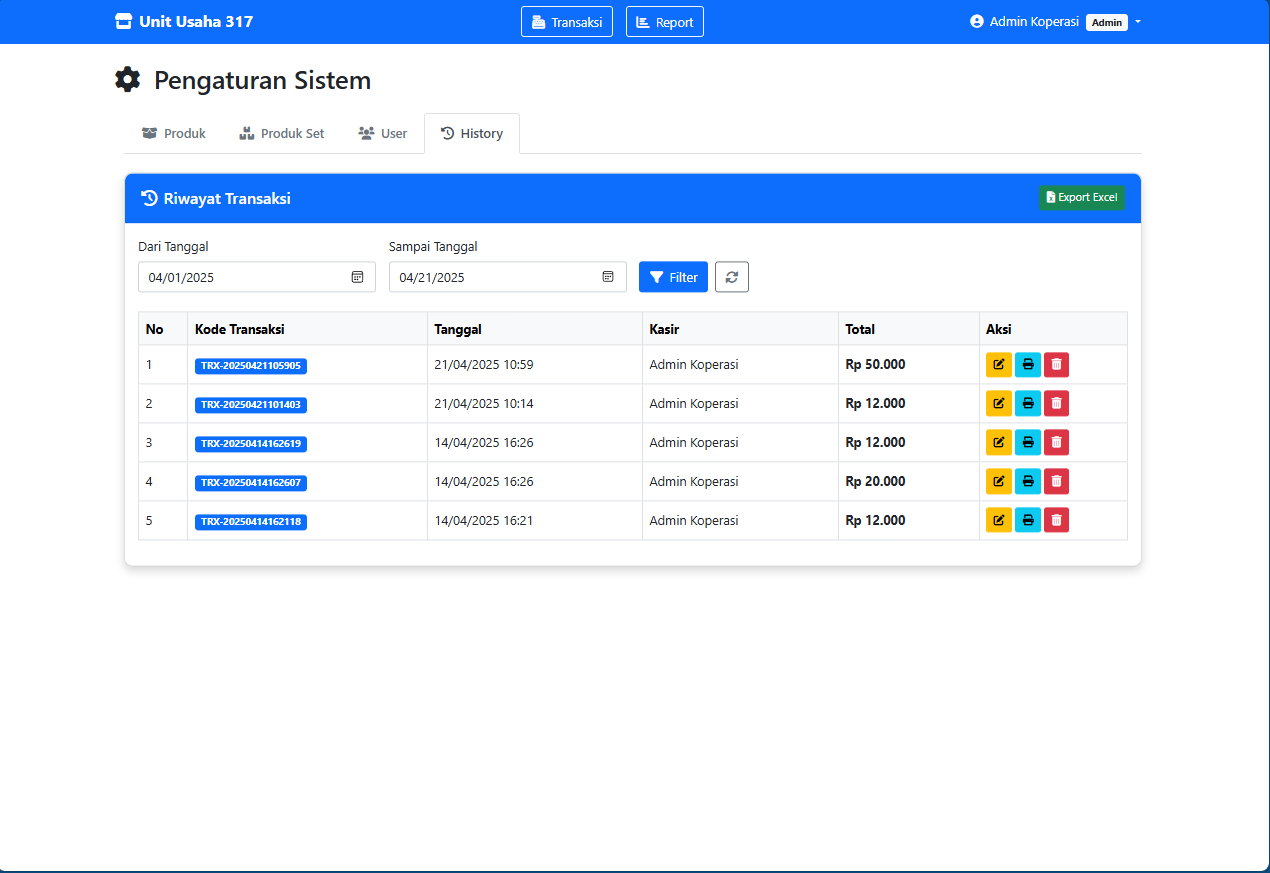 Unit Usaha 317 Transaksi Report Admin Koperasi Admin
Pengaturan Sistem
Produk Produk Set User History
Riwayat Transaksi Export Excel
Dari Tanggal Sampai Tanggal
04/01/2025 04/21/2025 Filter
No Kode Transaksi Tanggal Kasir Total Aksi
1 TRX-20250421105905 21/04/2025 10:59 Admin Koperasi Rp 50.000
2 TRX-20250421101403 21/04/2025 10:14 Admin Koperasi Rp 12.000
3 TRX-20250414162619 14/04/2025 16:26 Admin Koperasi Rp 12.000
4 TRX-20250414162607 14/04/2025 16:26 Admin Koperasi Rp 20.000
5 TRX-20250414162118 14/04/2025 16:21 Admin Koperasi Rp 12.000